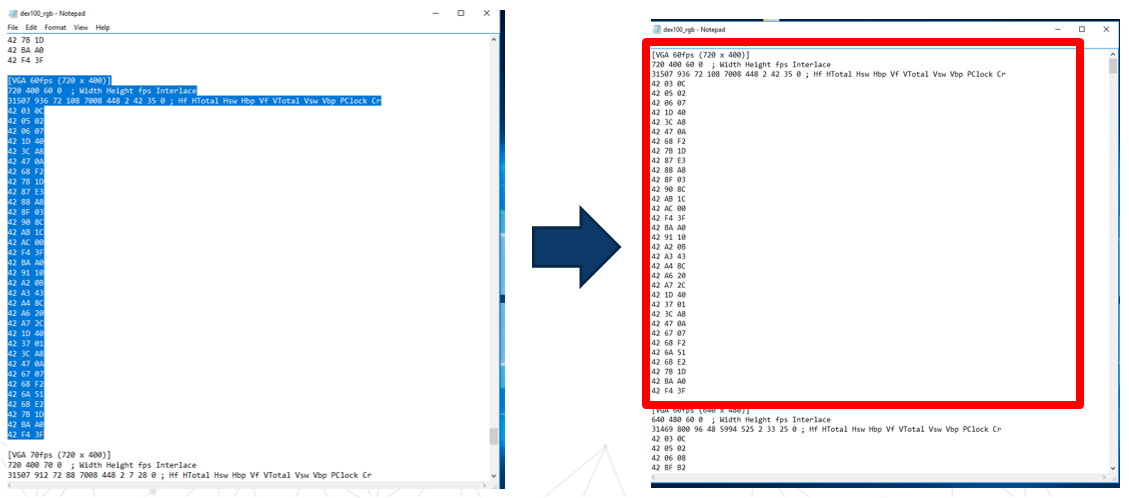 dex100_rgb - Notepad
File Edit Format View Help
42 7B 1D
42 BA A0
42 F4 3F
[VGA 60fps (720 x 400)]
720 400 60 0 ; Width Height fps Interlace
31507 936 72 108 7008 448 2 42 35 0 ; Hf HTotal Hsw Hbp Vf VTotal Vsw Vbp PClock Cr
42 03 0C
42 05 02
42 06 07
42 1D 40
42 3C A8
42 47 0A
42 68 F2
42 7B 1D
42 87 E3
42 88 A8
42 8F 03
42 90 8C
42 AB 1C
42 AC 00
42 F4 3F
42 BA A0
42 91 10
42 A2 0B
42 A3 43
42 A4 8C
42 A6 20
42 A7 2C
42 1D 40
42 37 01
42 3C A8
42 47 0A
42 67 07
42 68 F2
42 6A 51
42 6B E2
42 7B 1D
42 BA A0
42 F4 3F
[VGA 70fps (720 x 400)]
720 400 70 0 ; Width Height fps Interlace
31507 912 72 88 7008 448 2 7 28 0 ; Hf HTotal Hsw Hbp Vf VTotal Vsw Vbp PClock Cr
dex100_rgb - Notepad
[VGA 60fps (720 x 400)]
720 400 60 0 ; Width Height fps Interlace
31507 936 72 108 7008 448 2 42 35 0 ; Hf HTotal Hsw Hbp Vf VTotal Vsw Vbp PClock Cr
42 03 0C
42 05 02
42 06 07
42 1D 40
42 3C A8
42 47 0A
42 68 F2
42 7B 1D
42 87 E3
42 88 A8
42 8F 03
42 90 8C
42 AB 1C
42 AC 00
42 F4 3F
42 BA A0
42 91 10
42 A2 0B
42 A3 43
42 A4 8C
42 A6 20
42 A7 2C
42 1D 40
42 37 01
42 3C A8
42 47 0A
42 67 07
42 68 F2
42 6A 51
42 6B E2
42 7B 1D
42 BA A0
42 F4 3F
[VGA 60fps (640 x 480)]
640 480 60 0 ; Width Height fps Interlace
31469 800 96 48 5994 525 2 33 25 0 ; Hf HTotal Hsw Hbp Vf VTotal Vsw Vbp PClock Cr
42 03 0C
42 05 02
42 06 08
42 8F 82